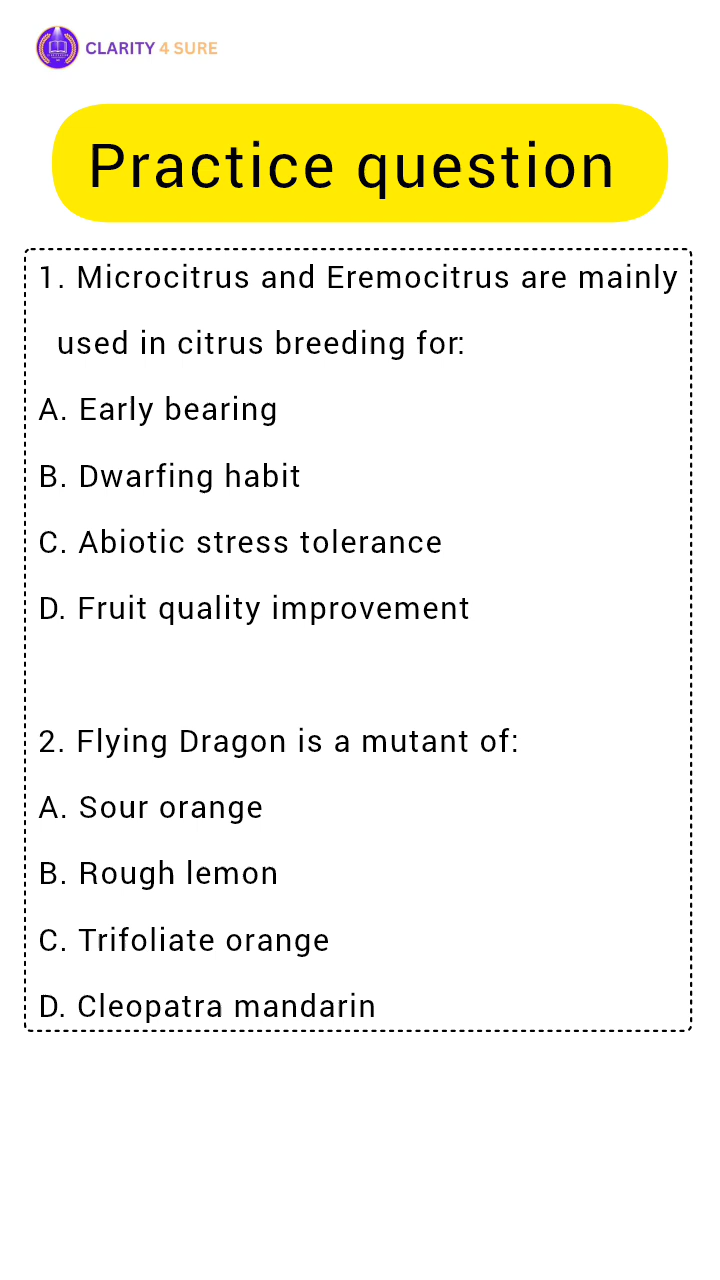 CLARITY 4 SURE
Practice question
1. Microcitrus and Eremocitrus are mainly
used in citrus breeding for:
A. Early bearing
B. Dwarfing habit
C. Abiotic stress tolerance
D. Fruit quality improvement
2. Flying Dragon is a mutant of:
A. Sour orange
B. Rough lemon
C. Trifoliate orange
D. Cleopatra mandarin